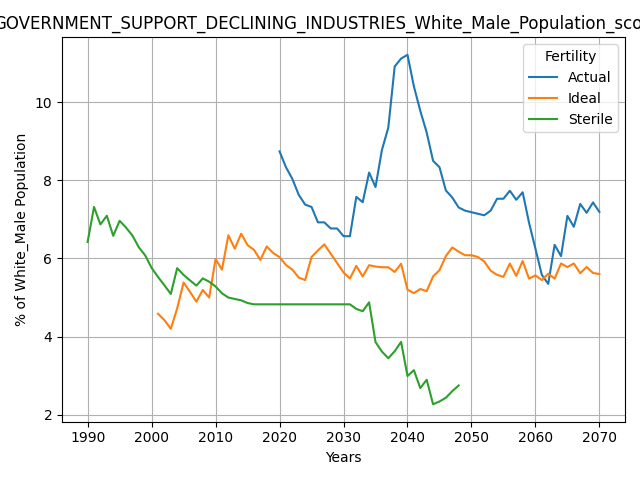 GOVERNMENT_SUPPORT_DECLINING_INDUSTRIES_White_Male_Population_sco
Fertility
Actual
Ideal
Sterile
% of White_Male Population
10
8
6
4
2
1990 2000 2010 2020 2030 2040 2050 2060 2070
Years